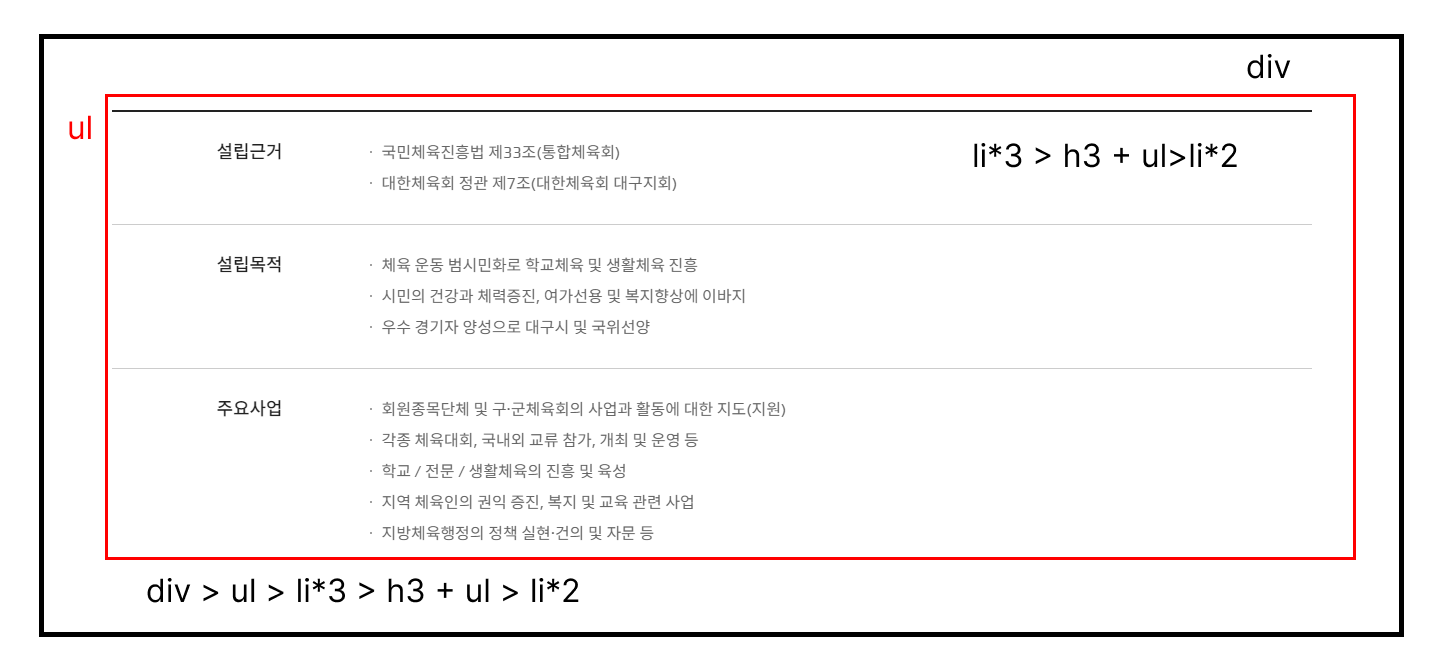 div
ul
설립근거
· 국민체육진흥법 제33조(통합체육회)
li*3 > h3 + ul>li*2
· 대한체육회 정관 제7조(대한체육회 대구지회)
설립목적
· 체육 운동 범시민화로 학교체육 및 생활체육 진흥
· 시민의 건강과 체력증진, 여가선용 및 복지향상에 이바지
· 우수 경기자 양성으로 대구시 및 국위선양
주요사업
· 회원종목단체 및 구·군체육회의 사업과 활동에 대한 지도(지원)
· 각종 체육대회, 국내외 교류 참가, 개최 및 운영 등
· 학교 / 전문 / 생활체육의 진흥 및 육성
· 지역 체육인의 권익 증진, 복지 및 교육 관련 사업
· 지방체육행정의 정책 실현·건의 및 자문 등
div > ul > li*3 > h3 + ul > li*2